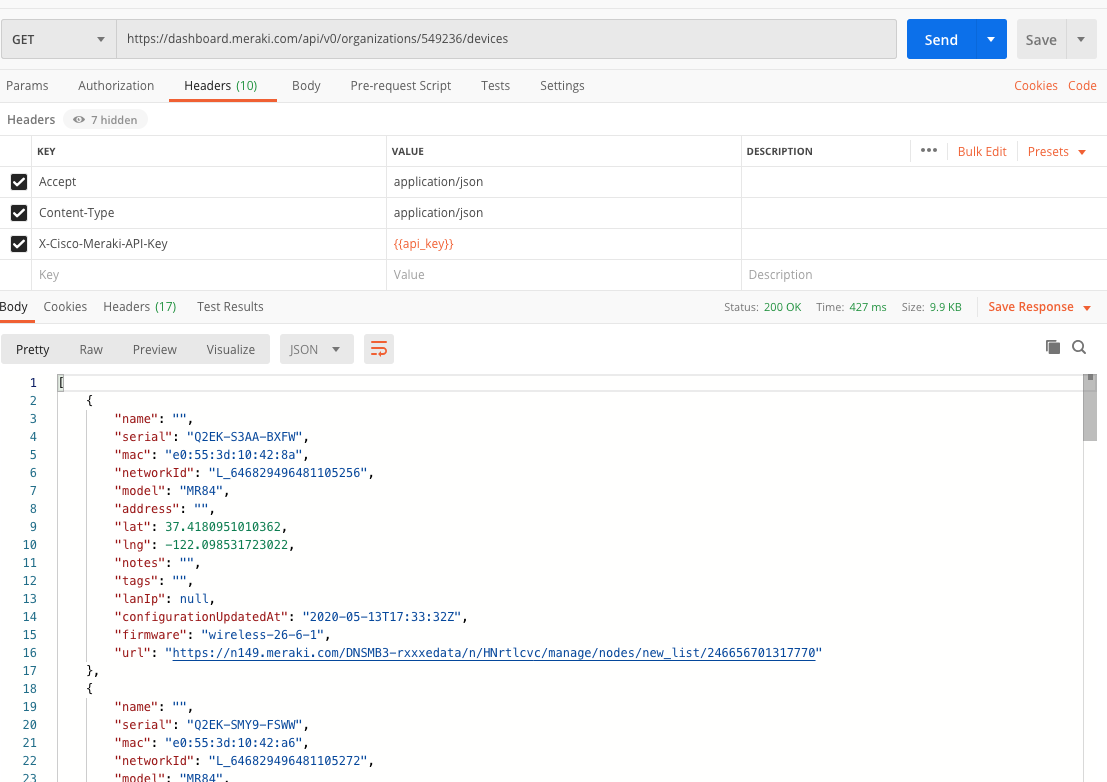 GET https://dashboard.meraki.com/api/v0/organizations/549236/devices Send Save
Params Authorization Headers (10) Body Pre-request Script Tests Settings Cookies Code
Headers 7 hidden
KEY VALUE DESCRIPTION ••• Bulk Edit Presets
Accept application/json
Content-Type application/json
X-Cisco-Meraki-API-Key {{api_key}}
Key Value Description
Body Cookies Headers (17) Test Results Status: 200 OK Time: 427 ms Size: 9.9 KB Save Response
Pretty Raw Preview Visualize JSON
1 [
2 {
3 "name": "",
4 "serial": "Q2EK-S3AA-BXFW",
5 "mac": "e0:55:3d:10:42:8a",
6 "networkId": "L_646829496481105256",
7 "model": "MR84",
8 "address": "",
9 "lat": 37.4180951010362,
10 "lng": -122.098531723022,
11 "notes": "",
12 "tags": "",
13 "lanIp": null,
14 "configurationUpdatedAt": "2020-05-13T17:33:32Z",
15 "firmware": "wireless-26-6-1",
16 "url": "https://n149.meraki.com/DNSMB3-rxxxedata/n/HNrtlcvc/manage/nodes/new_list/246656701317770"
17 },
18 {
19 "name": "",
20 "serial": "Q2EK-SMY9-FSWW",
21 "mac": "e0:55:3d:10:42:a6",
22 "networkId": "L_646829496481105272",
23 "model": "MR84",